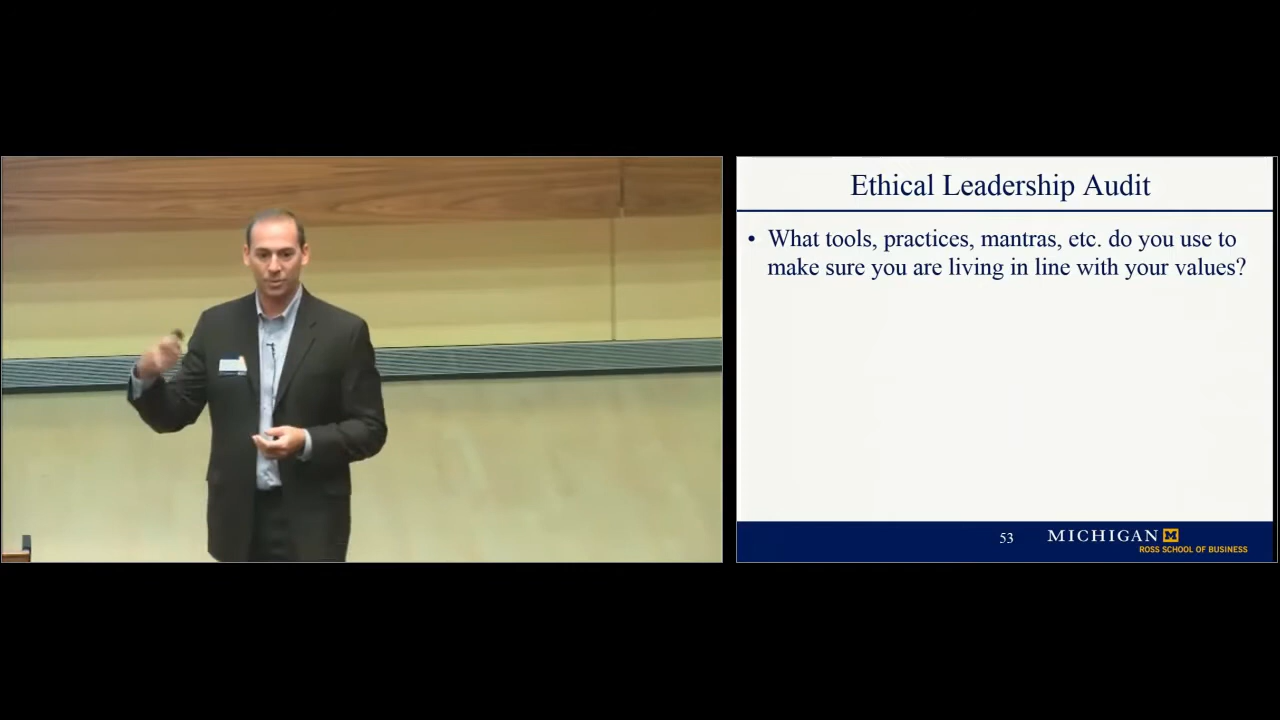 Ethical Leadership Audit
• What tools, practices, mantras, etc. do you use to
make sure you are living in line with your values?
53
MICHIGAN M
ROSS SCHOOL OF BUSINESS